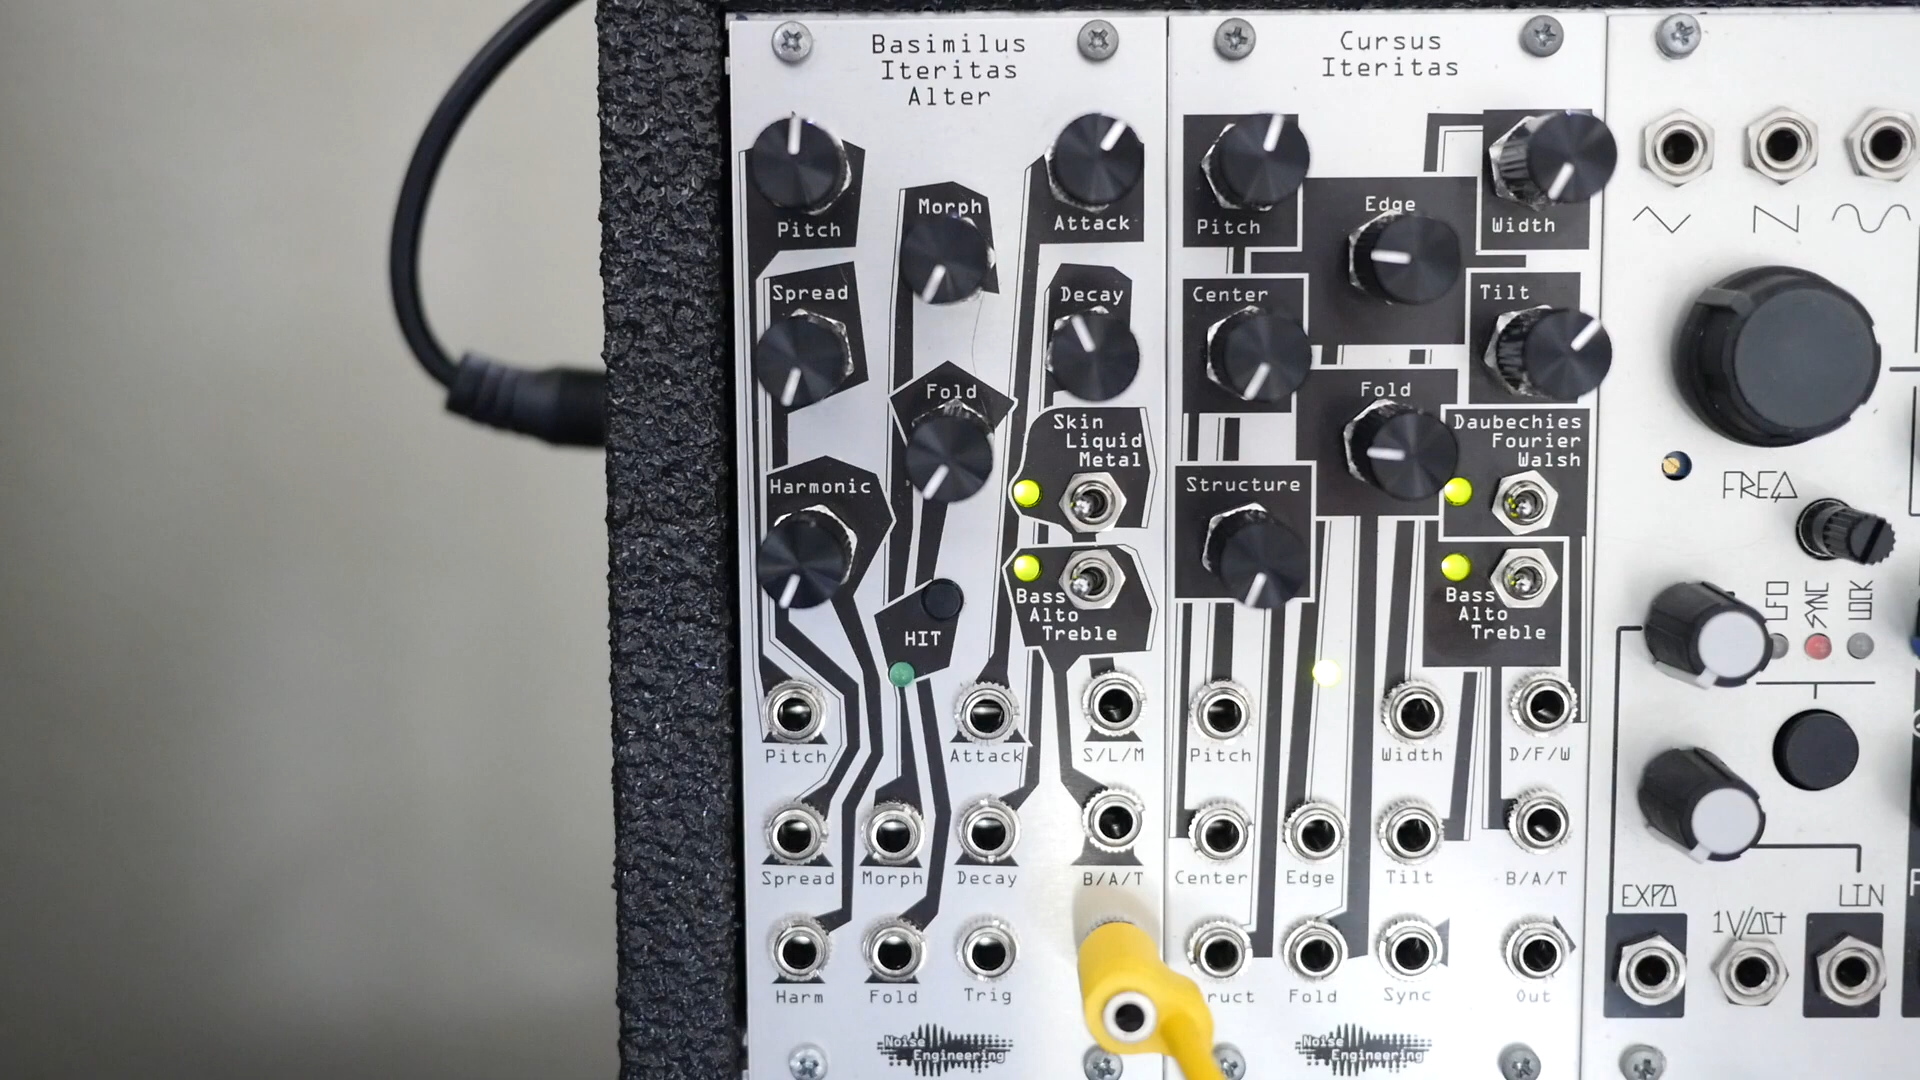 Basimilus
Iteritas
Alter
Pitch
Morph
Attack
Spread
Decay
Fold
Skin
Liquid
Metal
Harmonic
Bass
Alto
Treble
HIT
Pitch
Attack
S/L/M
Spread
Morph
Decay
B/A/T
Harm
Fold
Trig
Noise
Engineering
Cursus
Iteritas
Pitch
Edge
Width
Center
Tilt
Fold
Daubechies
Fourier
Walsh
Structure
Bass
Alto
Treble
Pitch
Width
D/F/W
Center
Edge
Tilt
B/A/T
ruct
Fold
Sync
Out
Noise
Engineering
FREQ
LFO
SYNC
LOCK
EXPO
1V/OCT
LIN